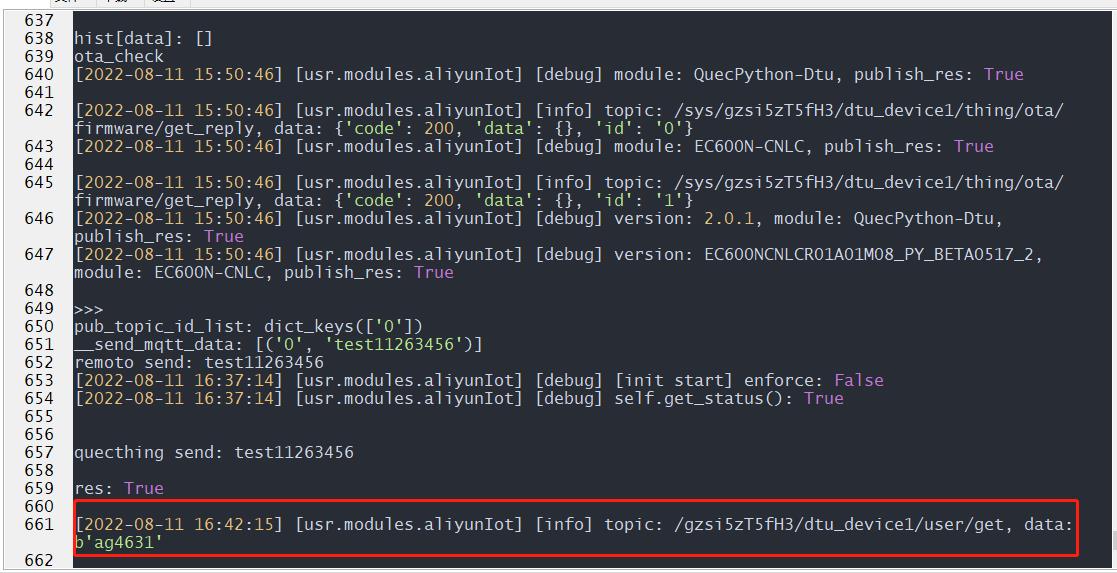 637
638 hist[data]: []
639 ota_check
640 [2022-08-11 15:50:46] [usr.modules.aliyunIot] [debug] module: QuecPython-Dtu, publish_res: True
641
642 [2022-08-11 15:50:46] [usr.modules.aliyunIot] [info] topic: /sys/gzsi5zT5fH3/dtu_device1/thing/ota/
firmware/get_reply, data: {'code': 200, 'data': {}, 'id': '0'}
643 [2022-08-11 15:50:46] [usr.modules.aliyunIot] [debug] module: EC600N-CNLC, publish_res: True
644
645 [2022-08-11 15:50:46] [usr.modules.aliyunIot] [info] topic: /sys/gzsi5zT5fH3/dtu_device1/thing/ota/
firmware/get_reply, data: {'code': 200, 'data': {}, 'id': '1'}
646 [2022-08-11 15:50:46] [usr.modules.aliyunIot] [debug] version: 2.0.1, module: QuecPython-Dtu,
publish_res: True
647 [2022-08-11 15:50:46] [usr.modules.aliyunIot] [debug] version: EC600NCNLCR01A01M08_PY_BETA0517_2,
module: EC600N-CNLC, publish_res: True
648
649 >>>
650 pub_topic_id_list: dict_keys(['0'])
651 __send_mqtt_data: [('0', 'test11263456')]
652 remoto send: test11263456
653 [2022-08-11 16:37:14] [usr.modules.aliyunIot] [debug] [init start] enforce: False
654 [2022-08-11 16:37:14] [usr.modules.aliyunIot] [debug] self.get_status(): True
655
656
657 quecthing send: test11263456
658
659 res: True
660
661 [2022-08-11 16:42:15] [usr.modules.aliyunIot] [info] topic: /gzsi5zT5fH3/dtu_device1/user/get, data:
b'ag4631'
662